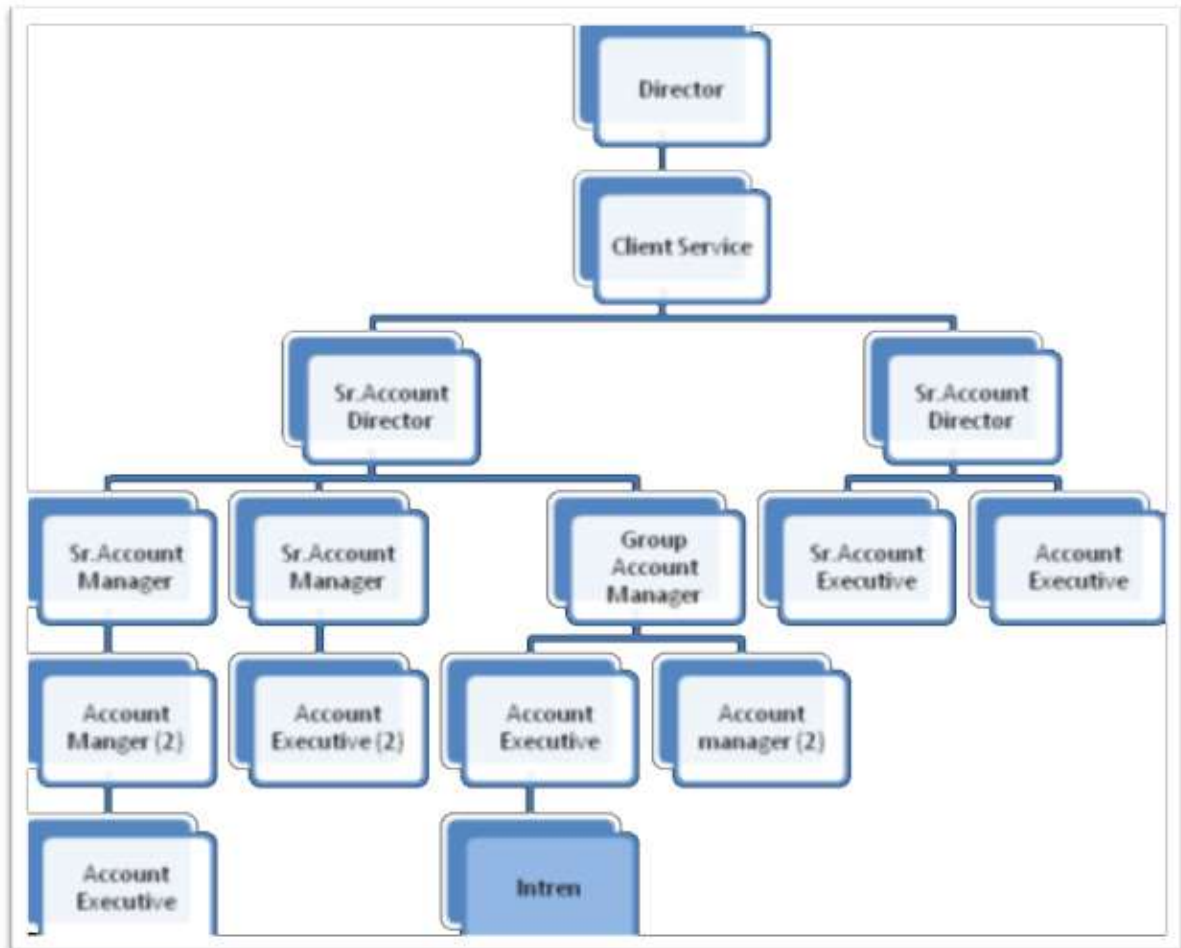 Director
Client Service
Sr.Account
Director
Sr.Account
Director
Sr.Account
Manager
Sr.Account
Manager
Group
Account
Manager
Sr.Account
Executive
Account
Executive
Account
Manger (2)
Account
Executive (2)
Account
Executive
Account
manager (2)
Account
Executive
Intren